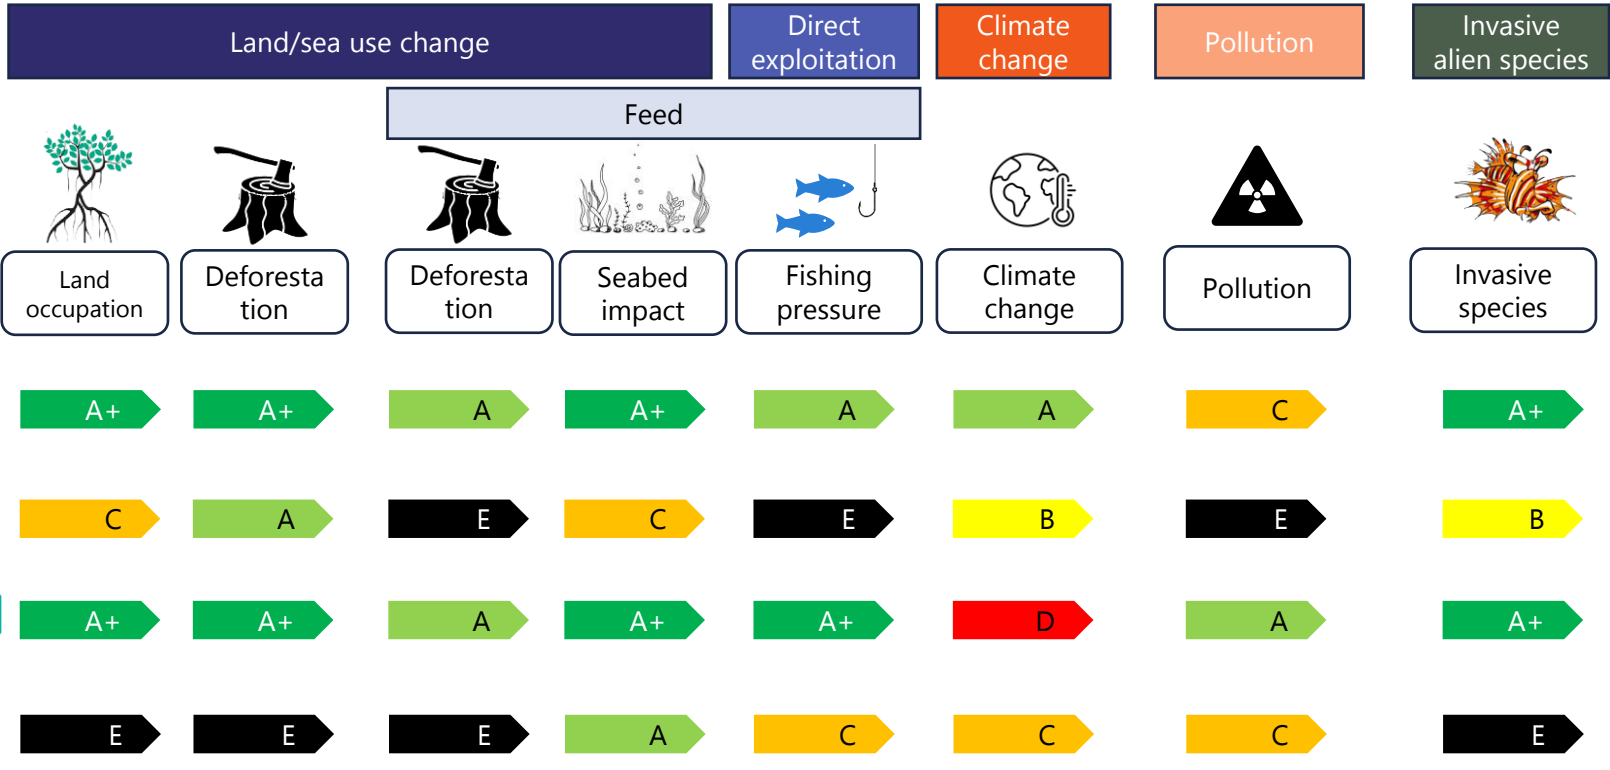 Land/sea use change
Direct
exploitation
Climate
change
Pollution
Invasive
alien species
Feed
Land
occupation
Deforesta
tion
Deforesta
tion
Seabed
impact
Fishing
pressure
Climate
change
Pollution
Invasive
species
A+ A+ A A+ A A C A+
C A E C E B E B
A+ A+ A A+ A+ D A A+
E E E A C C C E